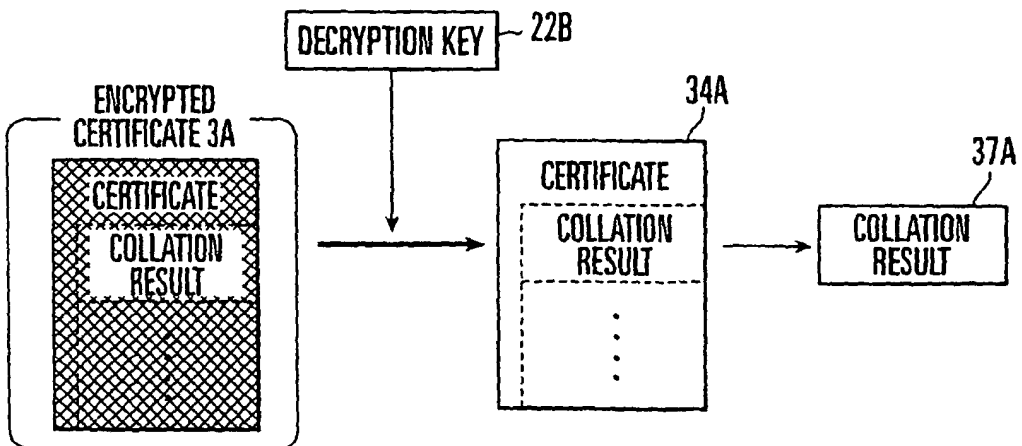 DECRYPTION KEY
22B
ENCRYPTED
CERTIFICATE 3A
CERTIFICATE
COLLATION
RESULT
34A
CERTIFICATE
COLLATION
RESULT
37A
COLLATION
RESULT